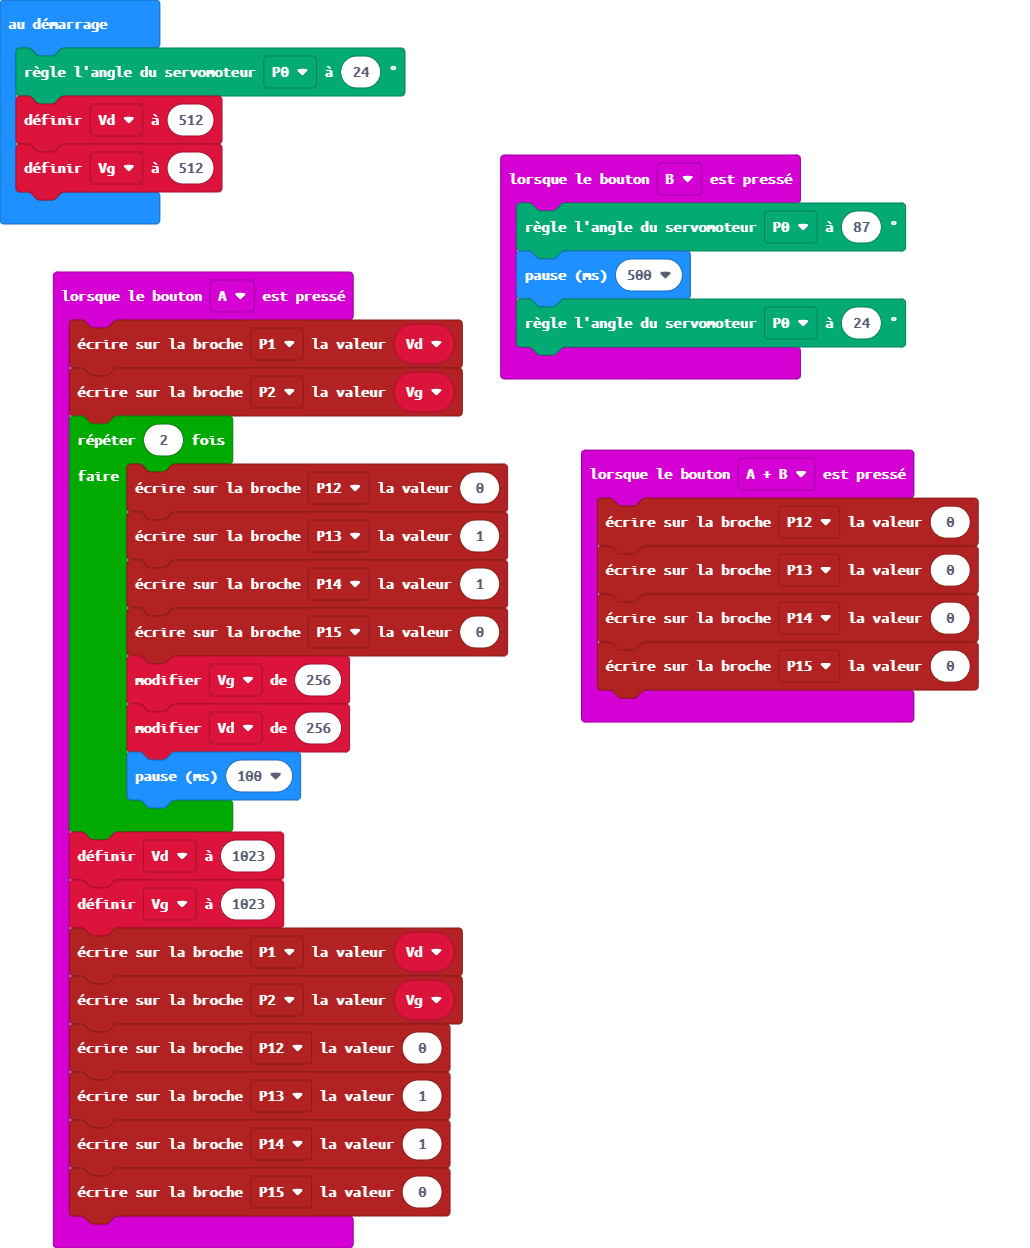 au démarrage
règle l'angle du servomoteur P0 à 24 °
définir Vd à 512
définir Vg à 512
lorsque le bouton B est pressé
règle l'angle du servomoteur P0 à 87 °
pause (ms) 500
règle l'angle du servomoteur P0 à 24 °
lorsque le bouton A est pressé
écrire sur la broche P1 la valeur Vd
écrire sur la broche P2 la valeur Vg
répéter 2 fois
faire
écrire sur la broche P12 la valeur 0
écrire sur la broche P13 la valeur 1
écrire sur la broche P14 la valeur 1
écrire sur la broche P15 la valeur 0
modifier Vg de 256
modifier Vd de 256
pause (ms) 100
définir Vd à 1023
définir Vg à 1023
écrire sur la broche P1 la valeur Vd
écrire sur la broche P2 la valeur Vg
écrire sur la broche P12 la valeur 0
écrire sur la broche P13 la valeur 1
écrire sur la broche P14 la valeur 1
écrire sur la broche P15 la valeur 0
lorsque le bouton A + B est pressé
écrire sur la broche P12 la valeur 0
écrire sur la broche P13 la valeur 0
écrire sur la broche P14 la valeur 0
écrire sur la broche P15 la valeur 0